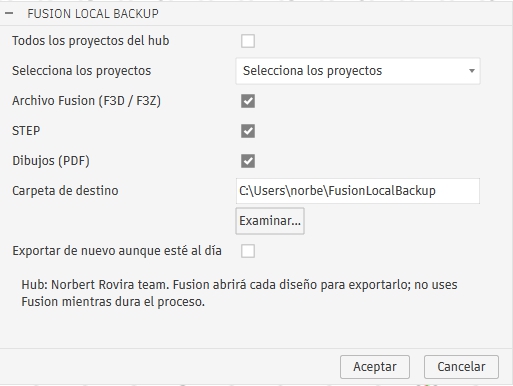 FUSION LOCAL BACKUP
Todos los proyectos del hub
Selecciona los proyectos Selecciona los proyectos
Archivo Fusion (F3D / F3Z)
STEP
Dibujos (PDF)
Carpeta de destino C:\Users\norbe\FusionLocalBackup
Examinar...
Exportar de nuevo aunque esté al día
Hub: Norbert Rovira team. Fusion abrirá cada diseño para exportarlo; no uses
Fusion mientras dura el proceso.
Aceptar Cancelar